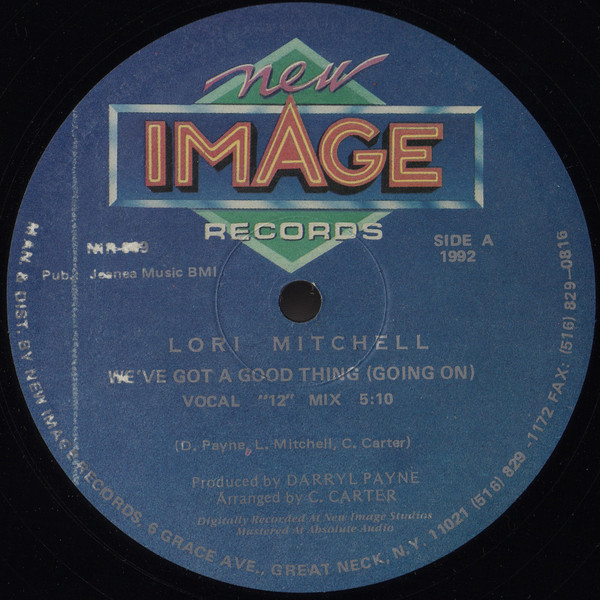 new
IMAGE
RECORDS
SIDE A
1992
Pub. Jeanea Music BMI
LORI MITCHELL
WE'VE GOT A GOOD THING (GOING ON)
VOCAL "12" MIX 5:10
(D. Payne, L. Mitchell, C. Carter)
Produced by DARRYL PAYNE
Arranged by C. CARTER
Digitally Recorded At New Image Studios
Mastered At Absolute Audio
MAN & DIST. BY NEW IMAGE RECORDS, 6 GRACE AVE., GREAT NECK, N.Y. 11021 (516) 829-1172 FAX: (516) 829-0816